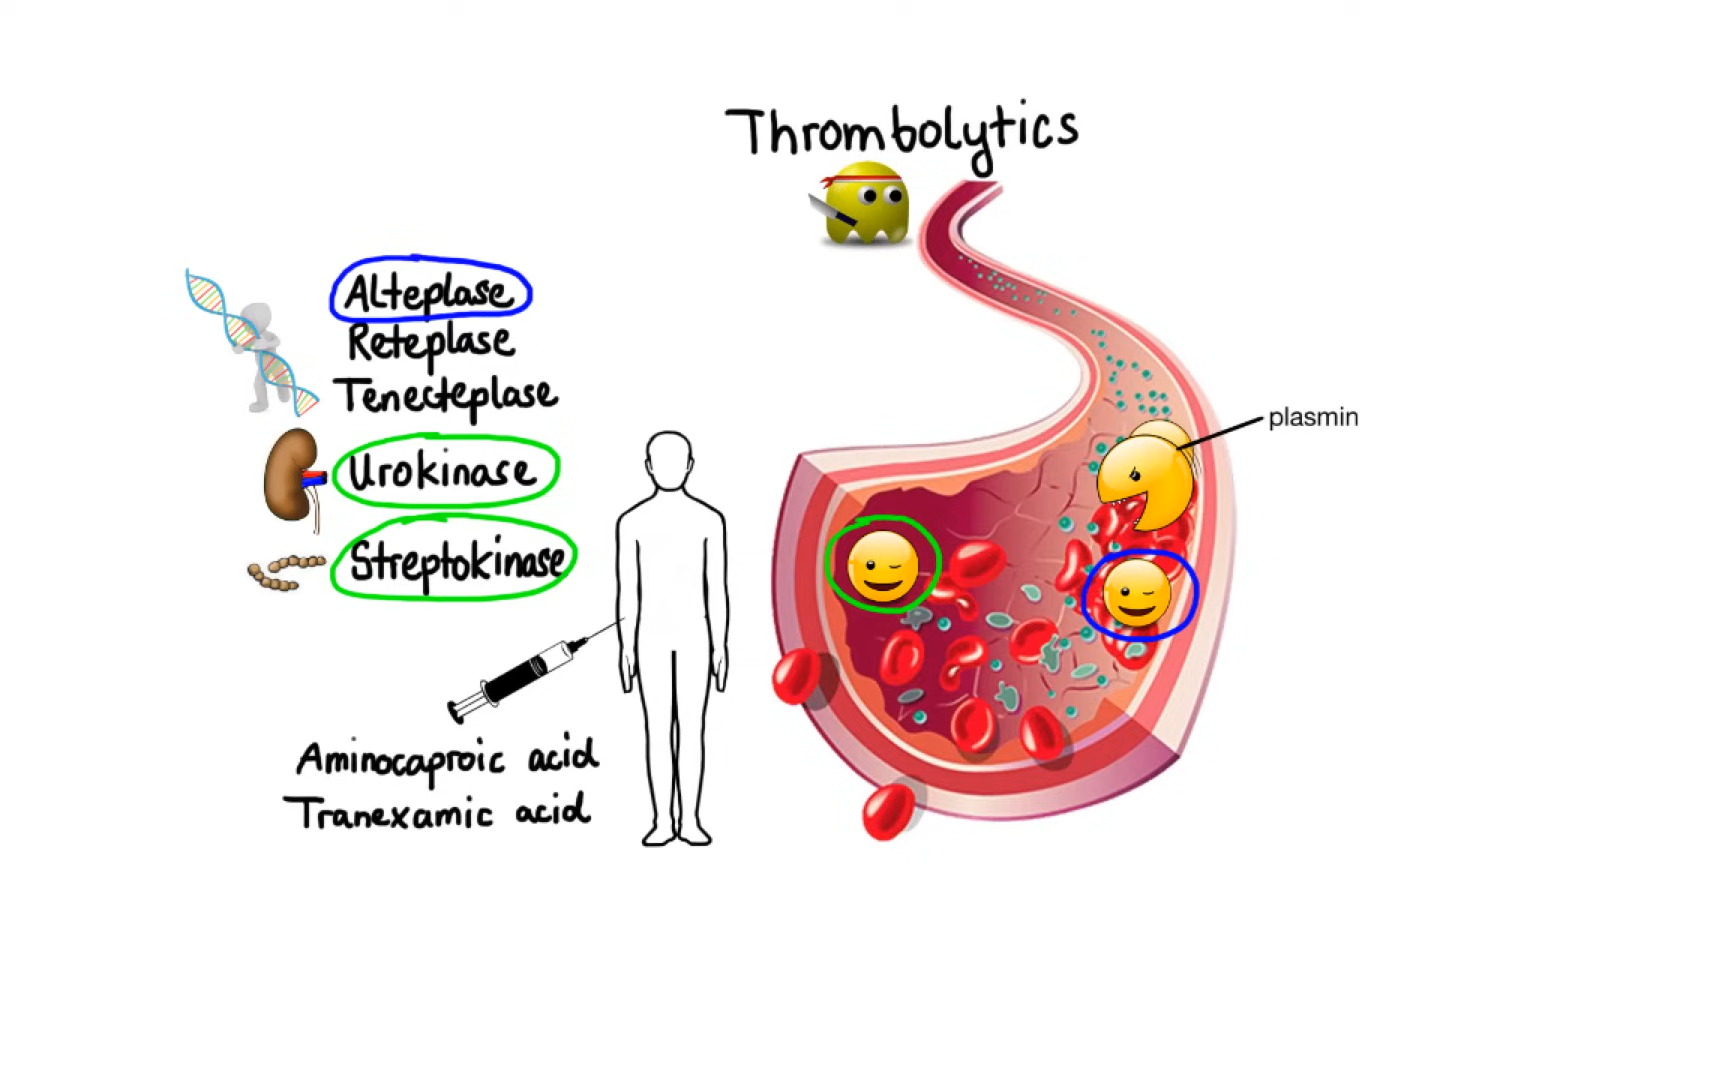 Thrombolytics
Alteplase
Reteplase
Tenecteplase
Urokinase
Streptokinase
plasmin
Aminocaproic acid
Tranexamic acid